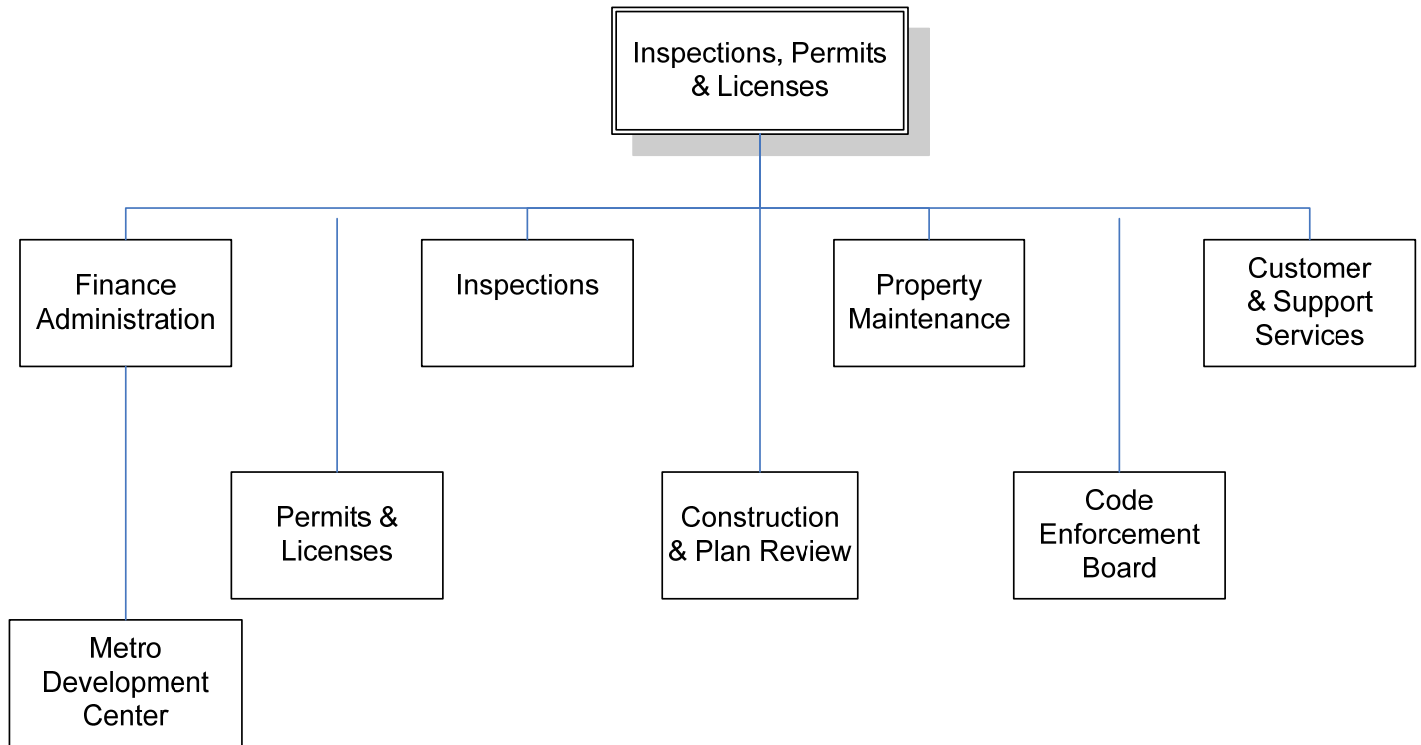 Inspections, Permits
& Licenses
Finance
Administration
Inspections
Property
Maintenance
Customer
& Support
Services
Permits &
Licenses
Construction
& Plan Review
Code
Enforcement
Board
Metro
Development
Center